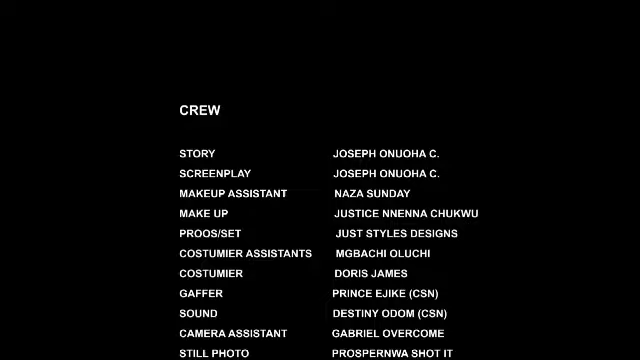 CREW
STORY JOSEPH ONUOHA C.
SCREENPLAY JOSEPH ONUOHA C.
MAKEUP ASSISTANT NAZA SUNDAY
MAKE UP JUSTICE NNENNA CHUKWU
PROOS/SET JUST STYLES DESIGNS
COSTUMIER ASSISTANTS MGBACHI OLUCHI
COSTUMIER DORIS JAMES
GAFFER PRINCE EJIKE (CSN)
SOUND DESTINY ODOM (CSN)
CAMERA ASSISTANT GABRIEL OVERCOME
STILL PHOTO PROSPERNWA SHOT IT